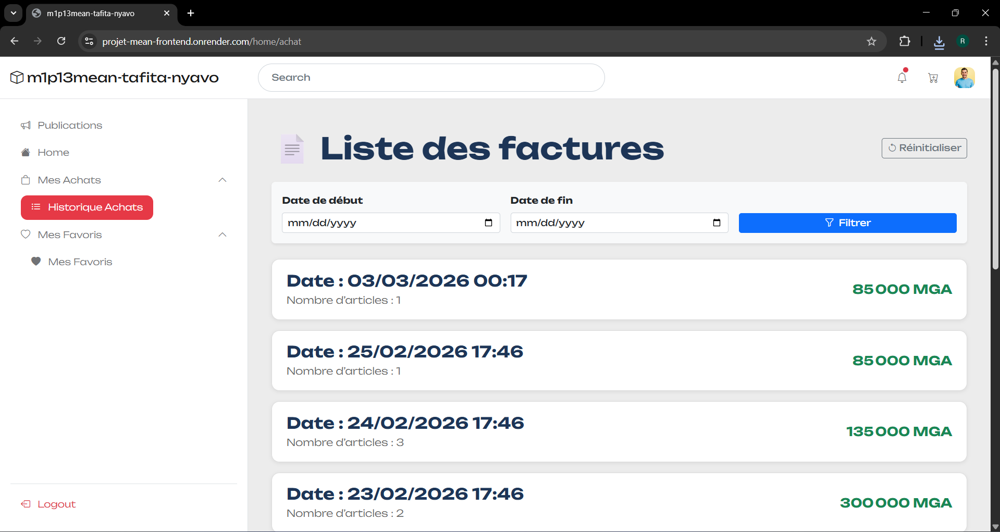 m1p13mean-tafita-nyavo
projet-mean-frontend.onrender.com/home/achat
R
m1p13mean-tafita-nyavo
Search
Publications
Home
Mes Achats
Historique Achats
Mes Favoris
Mes Favoris
Logout
Liste des factures
Réinitialiser
Date de début
Date de fin
mm/dd/yyyy
mm/dd/yyyy
Filtrer
Date : 03/03/2026 00:17
Nombre d’articles : 1
85 000 MGA
Date : 25/02/2026 17:46
Nombre d’articles : 1
85 000 MGA
Date : 24/02/2026 17:46
Nombre d’articles : 3
135 000 MGA
Date : 23/02/2026 17:46
Nombre d’articles : 2
300 000 MGA